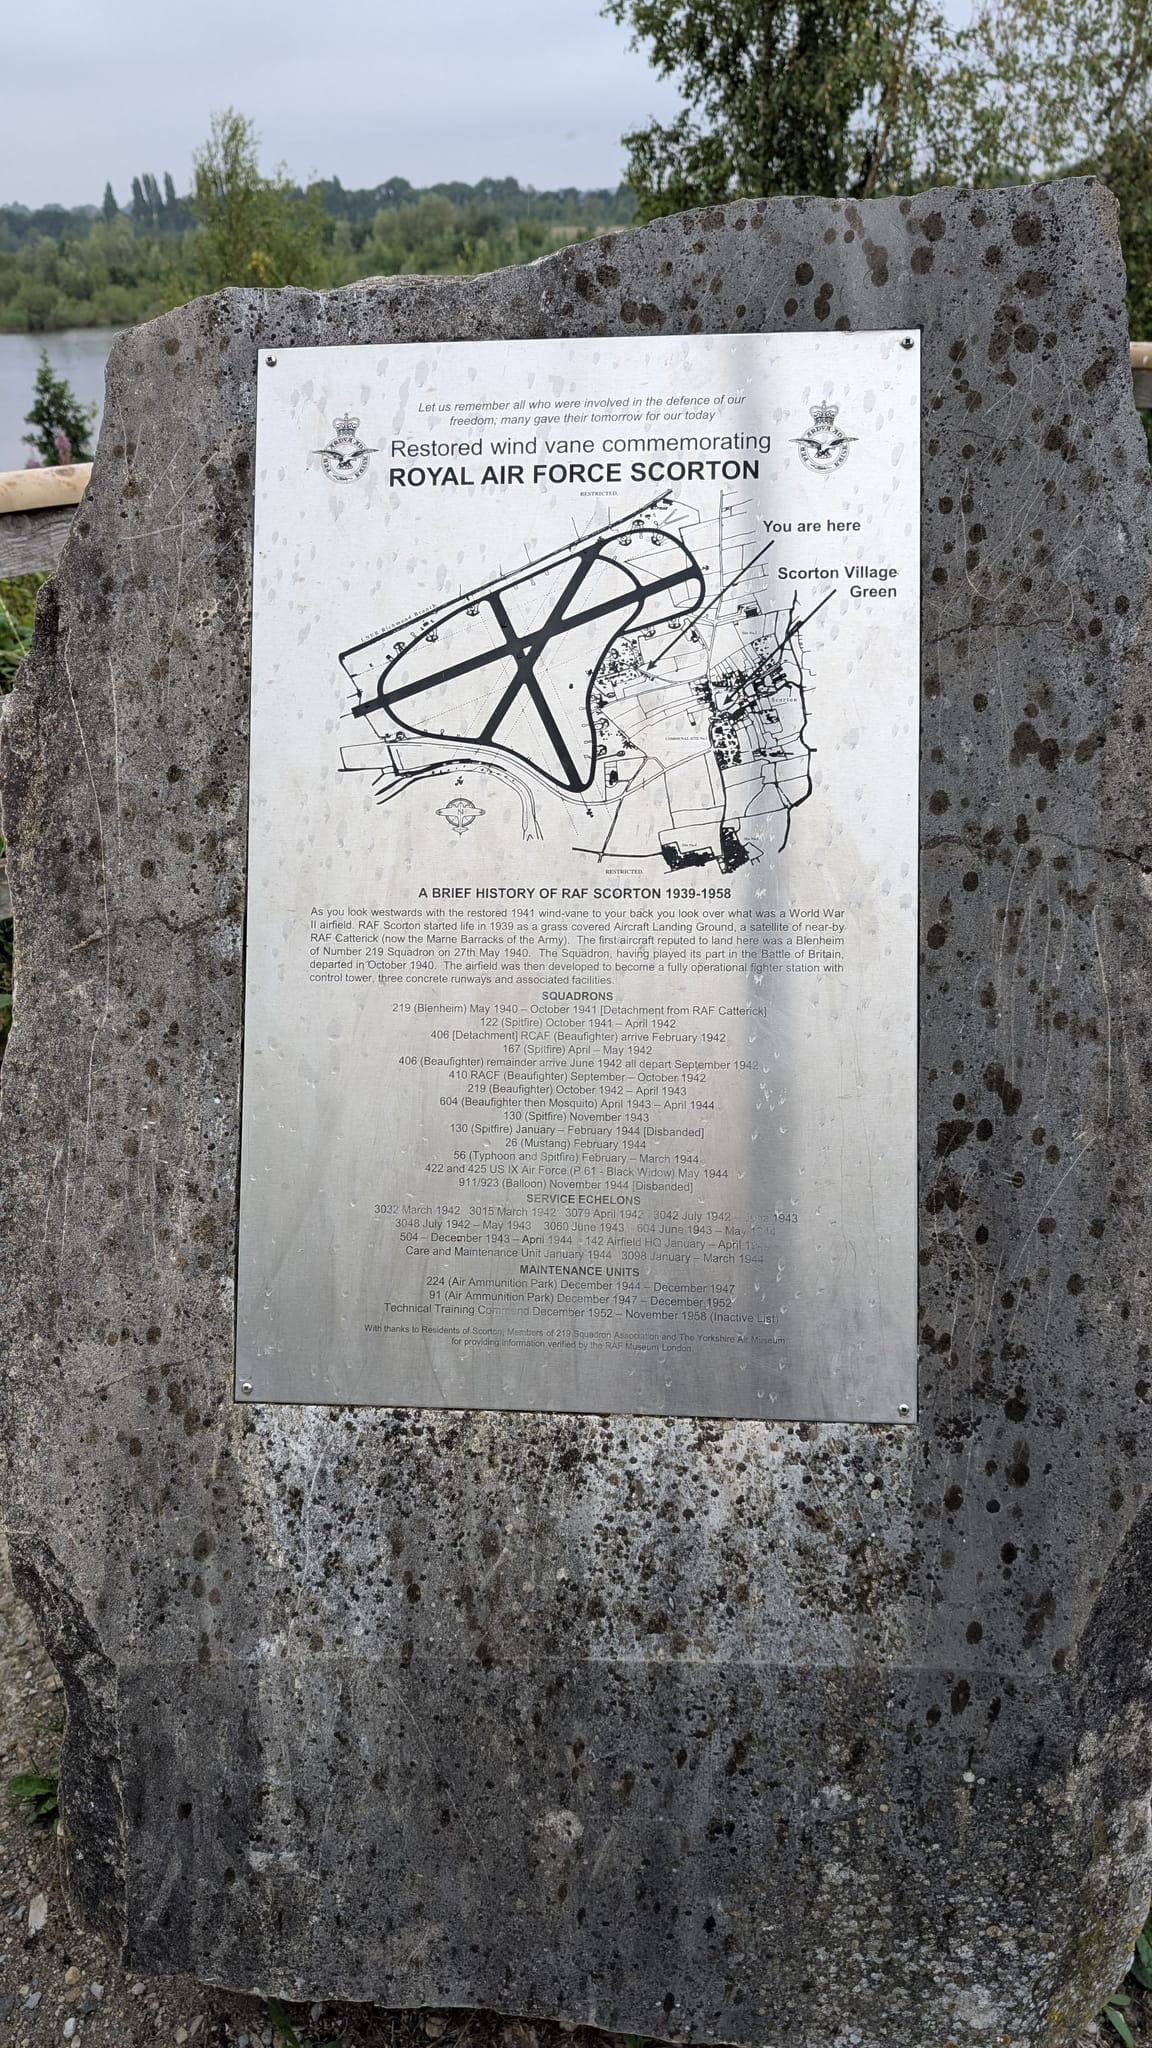 Let us remember all who were involved in the defence of our
freedom; many gave their tomorrow for our today
Restored wind vane commemorating
ROYAL AIR FORCE SCORTON
RESTRICTED.
You are here
Scorton Village
Green
LNER Richmond Branch
Scorton
COMMUNAL SITE No.1
RESTRICTED.
A BRIEF HISTORY OF RAF SCORTON 1939-1958
As you look westwards with the restored 1941 wind-vane to your back you look over what was a World War
II airfield. RAF Scorton started life in 1939 as a grass covered Aircraft Landing Ground, a satellite of near-by
RAF Catterick (now the Marne Barracks of the Army). The first aircraft reputed to land here was a Blenheim
of Number 219 Squadron on 27th May 1940. The Squadron, having played its part in the Battle of Britain,
departed in October 1940. The airfield was then developed to become a fully operational fighter station with
control tower, three concrete runways and associated facilities.
SQUADRONS
219 (Blenheim) May 1940 – October 1941 [Detachment from RAF Catterick]
122 (Spitfire) October 1941 – April 1942
406 [Detachment] RCAF (Beaufighter) arrive February 1942
167 (Spitfire) April – May 1942
406 (Beaufighter) remainder arrive June 1942 all depart September 1942
410 RACF (Beaufighter) September – October 1942
219 (Beaufighter) October 1942 – April 1943
604 (Beaufighter then Mosquito) April 1943 – April 1944
130 (Spitfire) November 1943
130 (Spitfire) January – February 1944 [Disbanded]
26 (Mustang) February 1944
56 (Typhoon and Spitfire) February – March 1944
422 and 425 US IX Air Force (P 61 - Black Widow) May 1944
911/923 (Balloon) November 1944 [Disbanded]
SERVICE ECHELONS
3032 March 1942 3015 March 1942 3079 April 1942 3042 July 1942 – June 1943
3048 July 1942 – May 1943 3060 June 1943 604 June 1943 – May 1944
504 – December 1943 – April 1944 142 Airfield HQ January – April
Care and Maintenance Unit January 1944 3098 January – March 1944
MAINTENANCE UNITS
224 (Air Ammunition Park) December 1944 – December 1947
91 (Air Ammunition Park) December 1947 – December 1952
Technical Training Command December 1952 – November 1958 (Inactive List)
With thanks to Residents of Scorton, Members of 219 Squadron Association and The Yorkshire Air Museum
for providing information verified by the RAF Museum London.